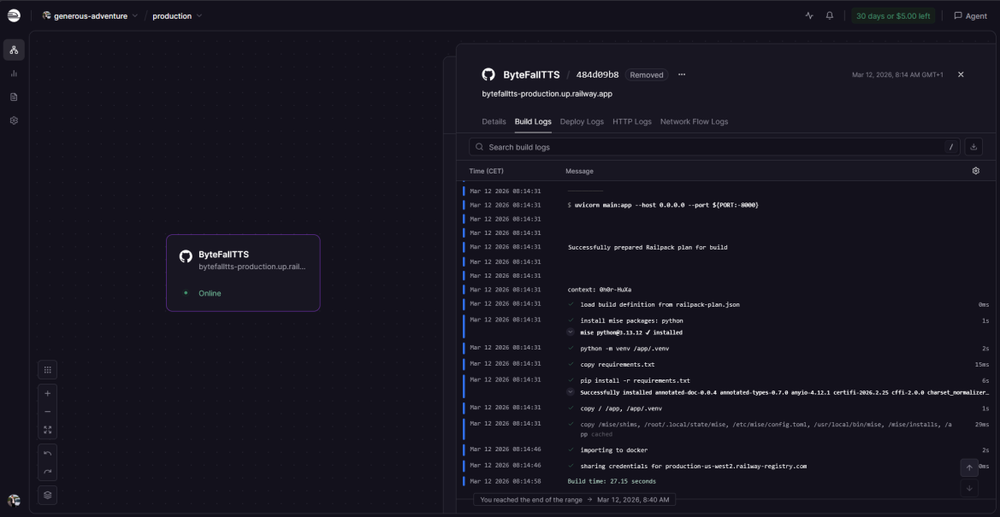 generous-adventure / production
30 days or $5.00 left
Agent
ByteFallTTS
bytefalltts-production.up.rail...
Online
ByteFallTTS / 484d09b8 Removed ...
Mar 12, 2026, 8:14 AM GMT+1
bytefalltts-production.up.railway.app
Details Build Logs Deploy Logs HTTP Logs Network Flow Logs
Search build logs /
Time (CET) Message
Mar 12 2026 08:14:31 ──────────
Mar 12 2026 08:14:31 $ uvicorn main:app --host 0.0.0.0 --port ${PORT:-8000}
Mar 12 2026 08:14:31
Mar 12 2026 08:14:31
Mar 12 2026 08:14:31 Successfully prepared Railpack plan for build
Mar 12 2026 08:14:31
Mar 12 2026 08:14:31
Mar 12 2026 08:14:31 context: 0h0r-HuXa
Mar 12 2026 08:14:31 ✓ load build definition from railpack-plan.json 0ms
Mar 12 2026 08:14:31 ✓ install mise packages: python 1s
mise python@3.13.12 ✓ installed
Mar 12 2026 08:14:31 ✓ python -m venv /app/.venv 2s
Mar 12 2026 08:14:31 ✓ copy requirements.txt 15ms
Mar 12 2026 08:14:31 ✓ pip install -r requirements.txt 6s
Successfully installed annotated-doc-0.0.4 annotated-types-0.7.0 anyio-4.12.1 certifi-2026.2.25 cffi-2.0.0 charset_normalizer…
Mar 12 2026 08:14:31 ✓ copy / /app, /app/.venv 1s
Mar 12 2026 08:14:31 ✓ copy /mise/shims, /root/.local/state/mise, /etc/mise/config.toml, /usr/local/bin/mise, /mise/installs, /a 29ms
pp cached
Mar 12 2026 08:14:46 ✓ importing to docker 2s
Mar 12 2026 08:14:46 ✓ sharing credentials for production-us-west2.railway-registry.com 0ms
Mar 12 2026 08:14:58 Build time: 27.15 seconds
You reached the end of the range → Mar 12, 2026, 8:40 AM